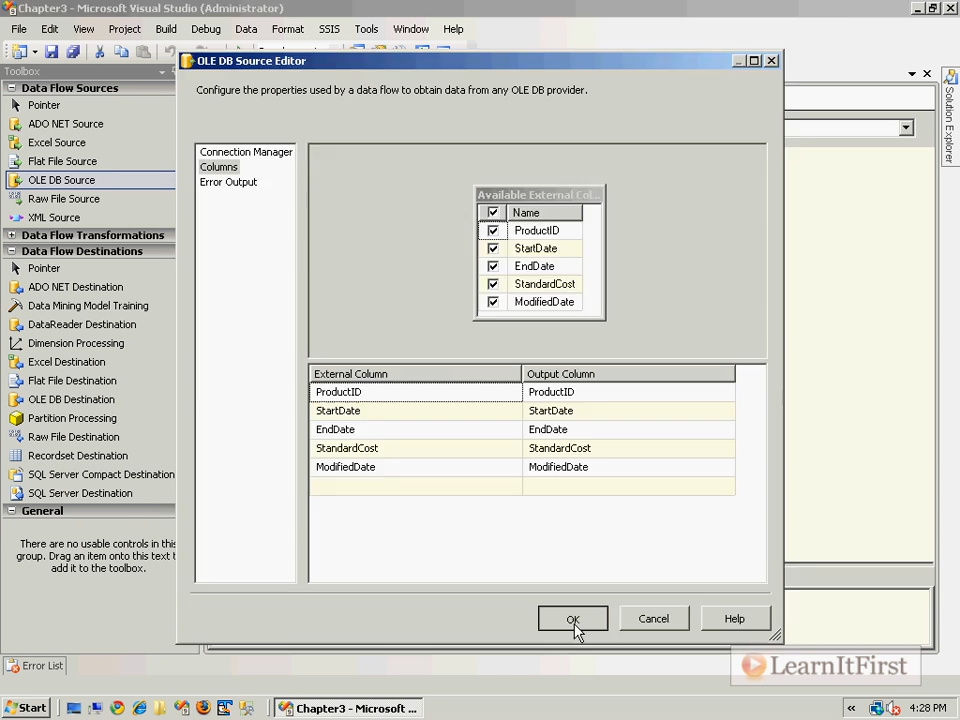 Chapter3 - Microsoft Visual Studio (Administrator)
File Edit View Project Build Debug Data Format SSIS Tools Window Help
Toolbox
Data Flow Sources
Pointer
ADO NET Source
Excel Source
Flat File Source
OLE DB Source
Raw File Source
XML Source
Data Flow Transformations
Data Flow Destinations
Pointer
ADO NET Destination
Data Mining Model Training
DataReader Destination
Dimension Processing
Excel Destination
Flat File Destination
OLE DB Destination
Partition Processing
Raw File Destination
Recordset Destination
SQL Server Compact Destination
SQL Server Destination
General
There are no usable controls in this
group. Drag an item onto this text t
add it to the toolbox.
OLE DB Source Editor
Configure the properties used by a data flow to obtain data from any OLE DB provider.
Connection Manager
Columns
Error Output
Available External Col...
Name
ProductID
StartDate
EndDate
StandardCost
ModifiedDate
External Column Output Column
ProductID ProductID
StartDate StartDate
EndDate EndDate
StandardCost StandardCost
ModifiedDate ModifiedDate
OK Cancel Help
Solution Explorer
Error List
LearnItFirst
Start Chapter3 - Microsoft ... « 4:28 PM